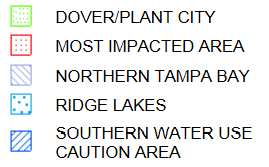 DOVER/PLANT CITY
MOST IMPACTED AREA
NORTHERN TAMPA BAY
RIDGE LAKES
SOUTHERN WATER USE
CAUTION AREA